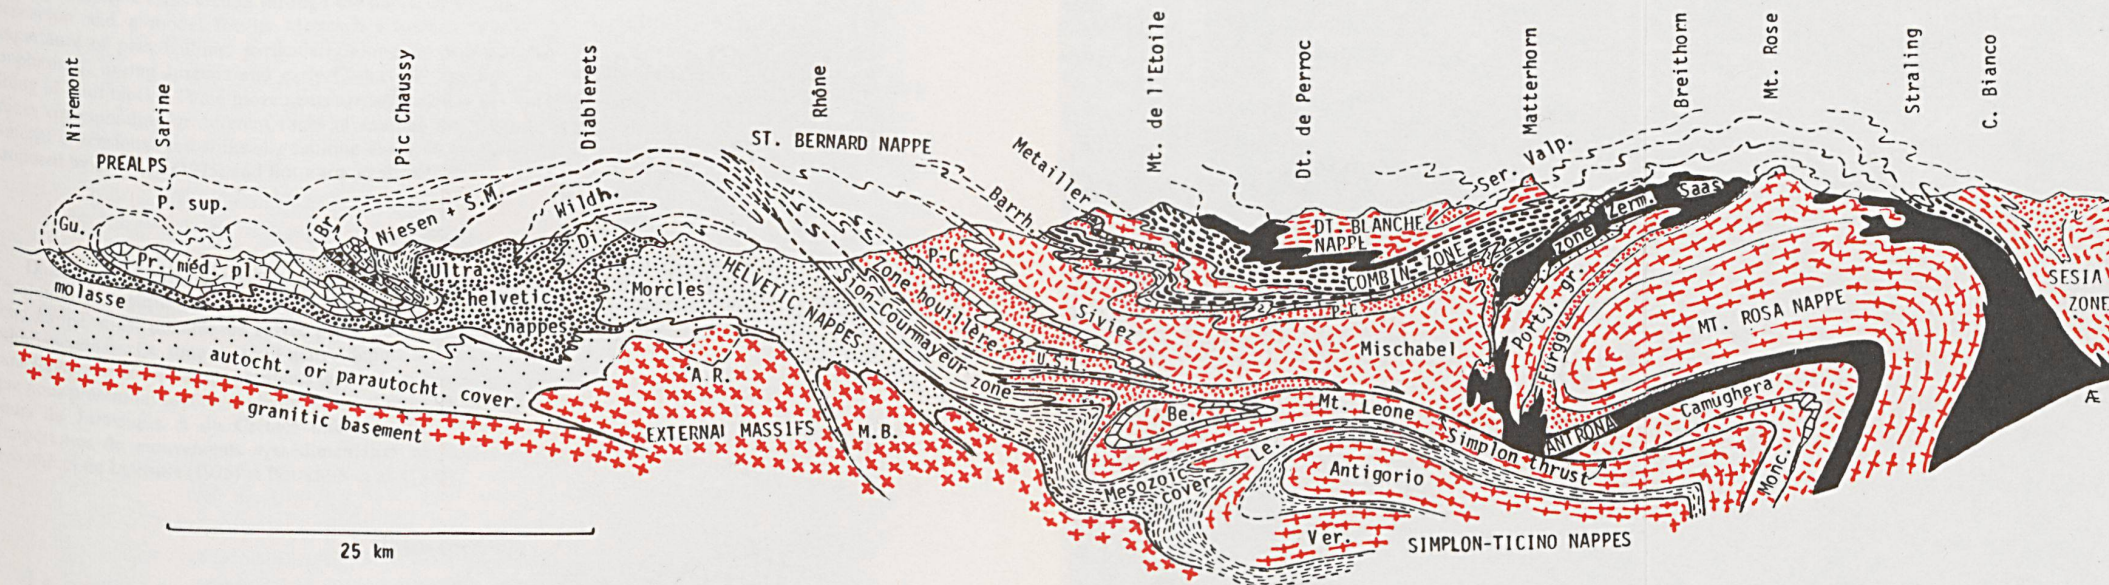 Niremont
Sarine
Pic Chaussy
Diablerets
Rhône
Mt. de l'Etoile
Dt. de Perroc
Matterhorn
Breithorn
Mt. Rose
Straling
C. Bianco
PREALPS
P. sup.
Gu.
Br.
Niesen + S.M.
Wildh.
ST. BERNARD NAPPE
Metailler
Barrh.
Ser. Valp.
Pr. méd. pl.
molasse
Ultra
helvetic
nappes
Di.
Morcles
HELVETIC NAPPES
Sion-Courmayeur zone
zone houillère
P-C
Siviez
U.S.L.
DT. BLANCHE
NAPPE
COMBIN ZONE
P-C
Mischabel
zone Zerm. Saas
Portj. gr.
Furgg
MT. ROSA NAPPE
SESIA
ZONE
Æ
autocht. or parautocht. cover.
granitic basement
A.R.
EXTERNAL MASSIFS
M.B.
Be.
Mt. Leone
Simplon thrust
ANTRONA
Camughera
Monc.
Le.
Mesozoic
cover
Antigorio
Ver.
SIMPLON-TICINO NAPPES
25 km